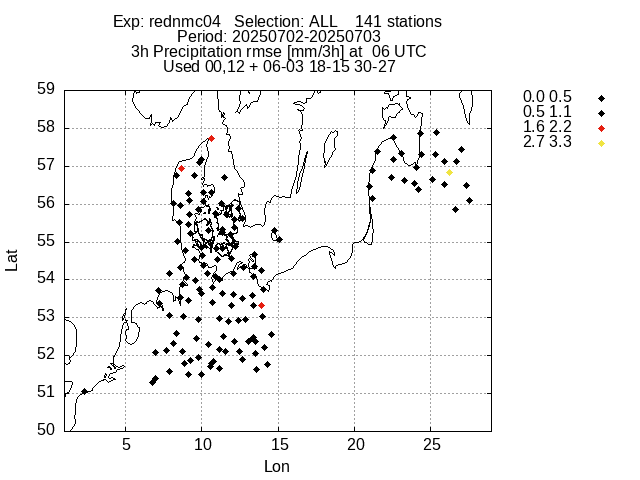 Exp: rednmc04   Selection: ALL    141 stations
Period: 20250702-20250703
3h Precipitation rmse [mm/3h] at  06 UTC
Used 00,12 + 06-03 18-15 30-27
0.0 0.5
0.5 1.1
1.6 2.2
2.7 3.3
59
58
57
56
55
54
53
52
51
50
Lat
5 10 15 20 25
Lon